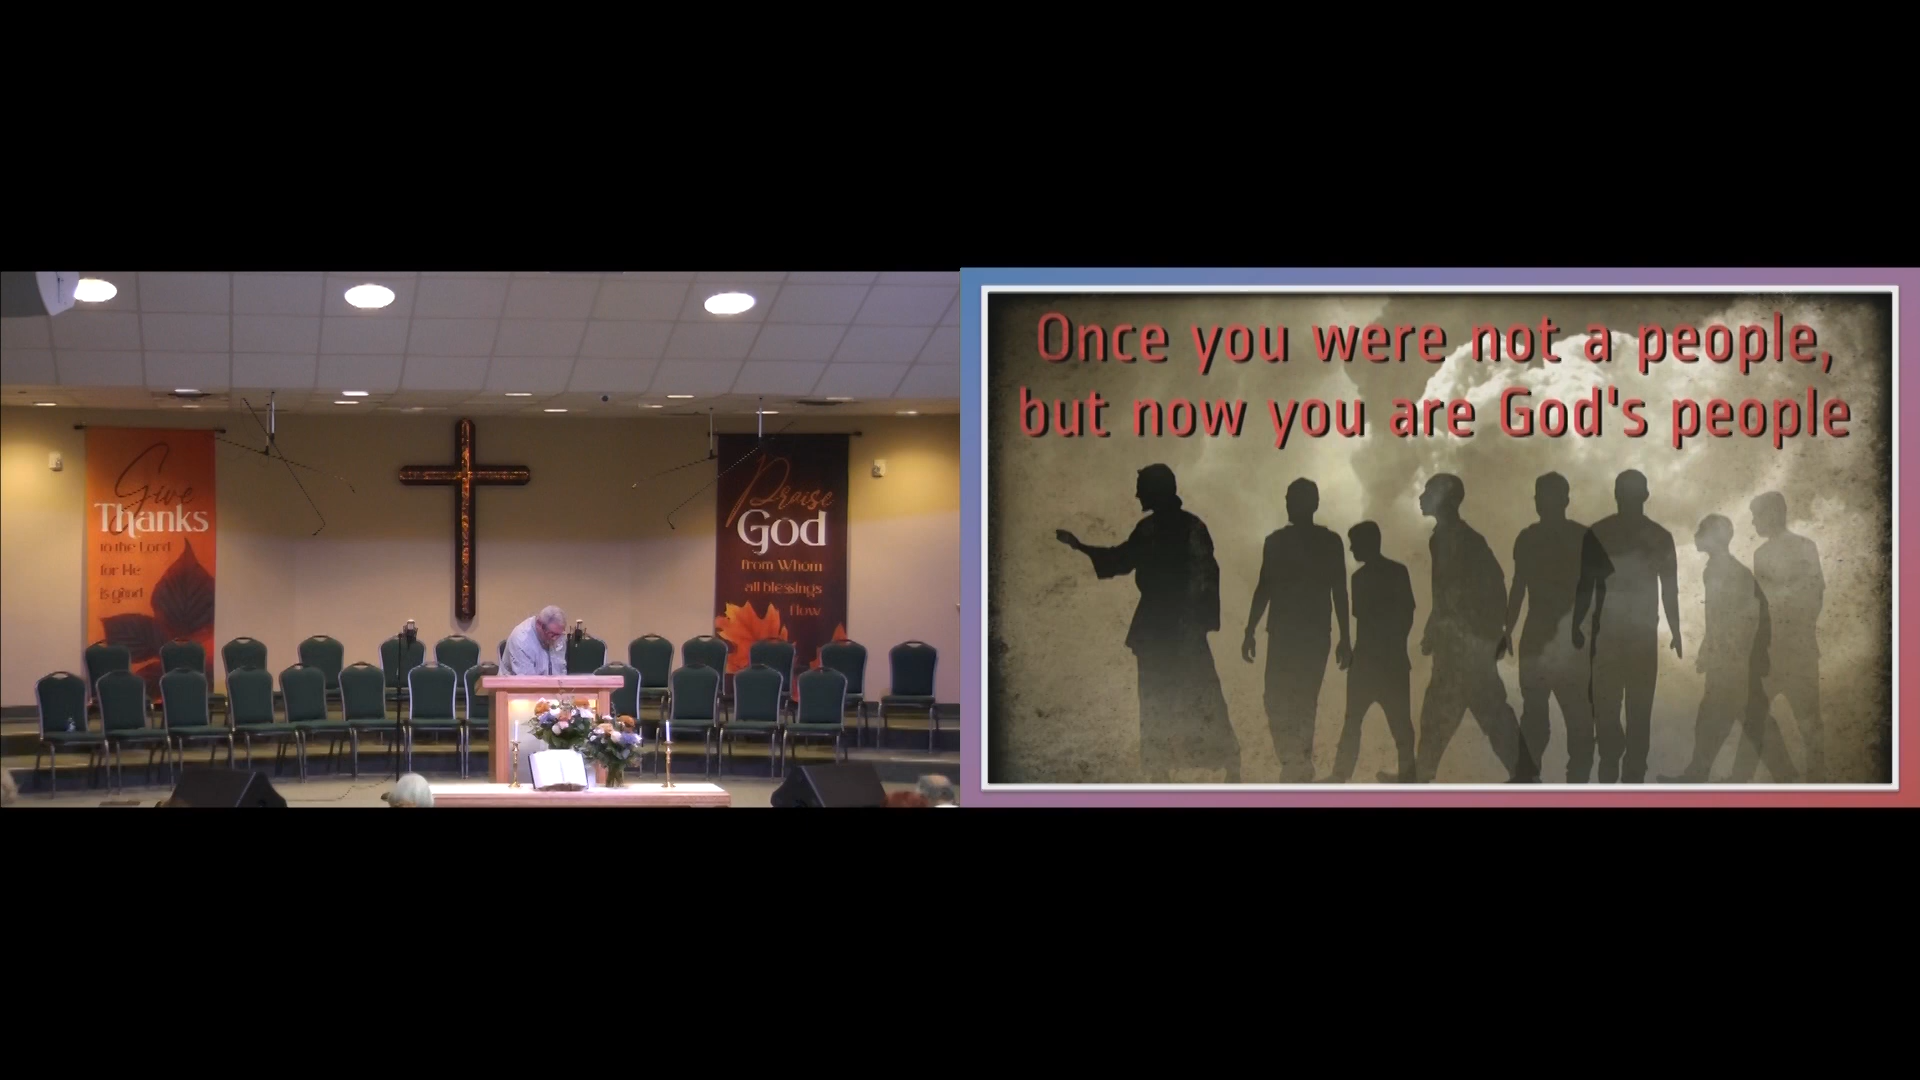 Give
Thanks
to the Lord
for He
is good
Praise
God
from Whom
all blessings
flow
Once you were not a people,
but now you are God's people